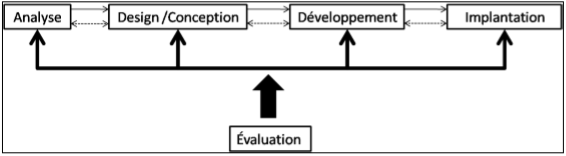 Analyse
Design/Conception
Développement
Implantation
Évaluation